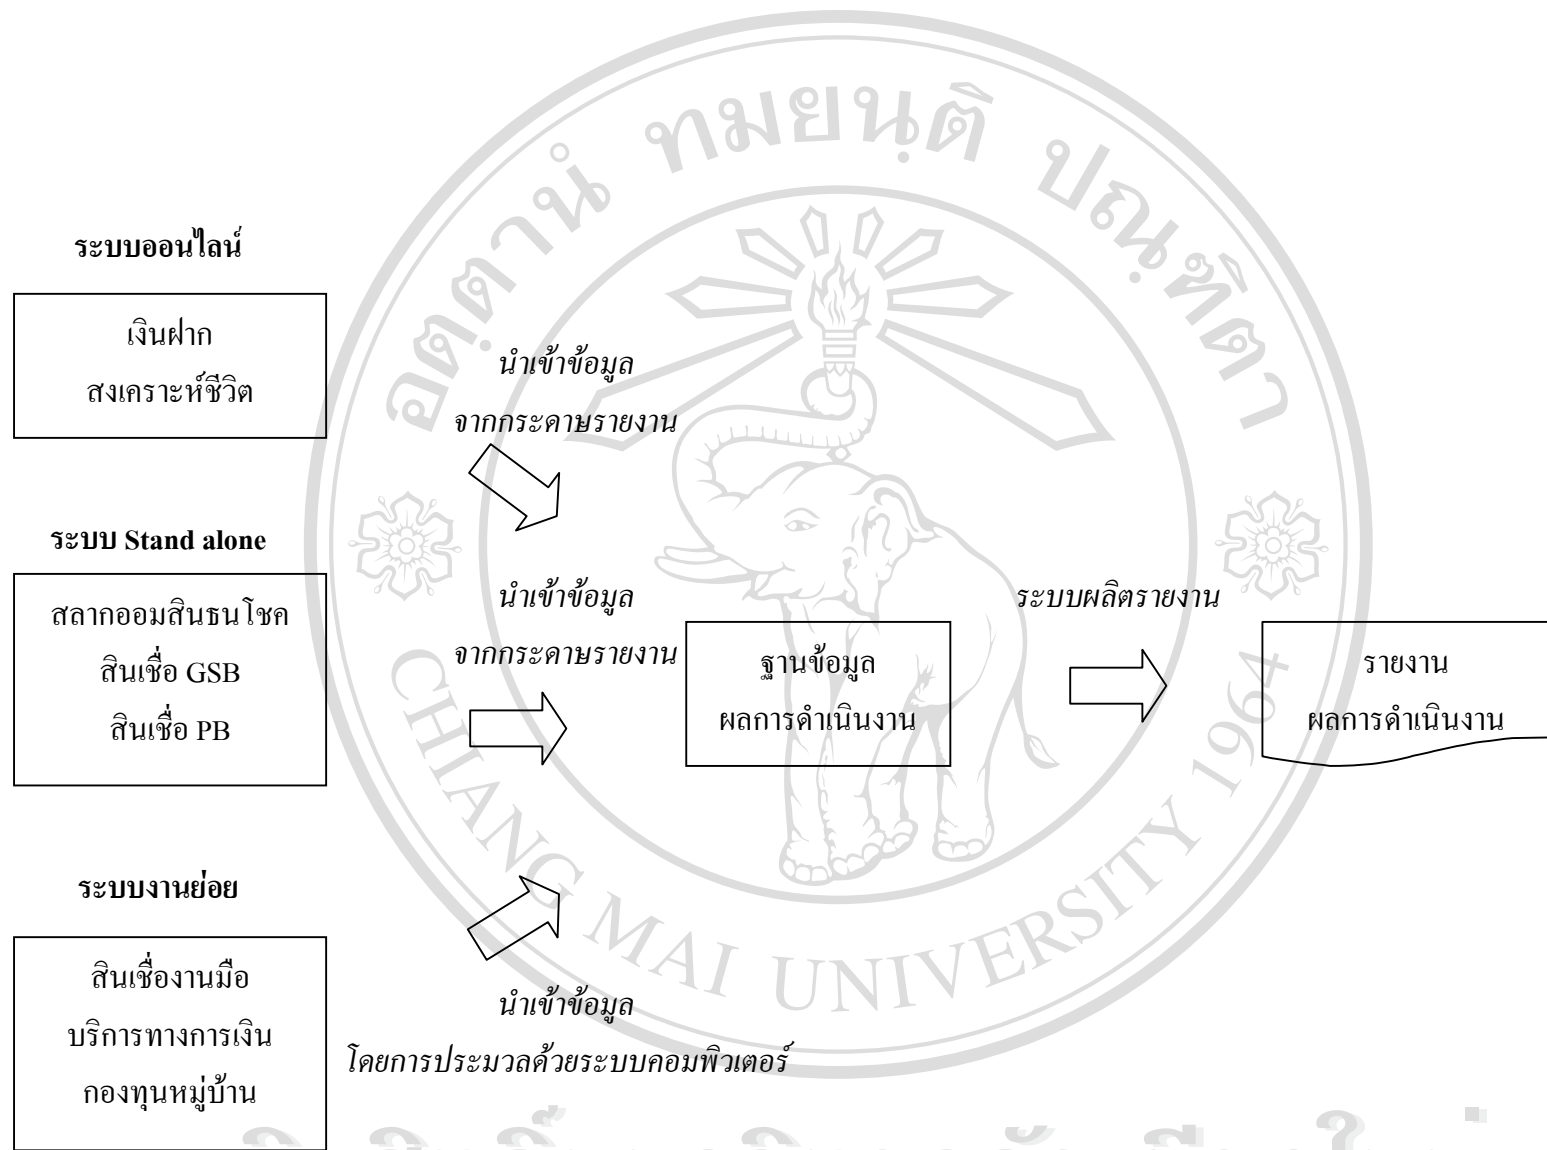 อตฺตานํ ทมยนฺติ ปณฺฑิตา
ระบบออนไลน์
เงินฝาก
สงเคราะห์ชีวิต
นำเข้าข้อมูล
จากกระดาษรายงาน
ระบบ Stand alone
สลากออมสินธนโชค
สินเชื่อ GSB
สินเชื่อ PB
นำเข้าข้อมูล
จากกระดาษรายงาน
ฐานข้อมูล
ผลการดำเนินงาน
ระบบผลิตรายงาน
รายงาน
ผลการดำเนินงาน
ระบบงานย่อย
สินเชื่องานมือ
บริการทางการเงิน
กองทุนหมู่บ้าน
นำเข้าข้อมูล
โดยการประมวลด้วยระบบคอมพิวเตอร์
CHIANG MAI UNIVERSITY 1964